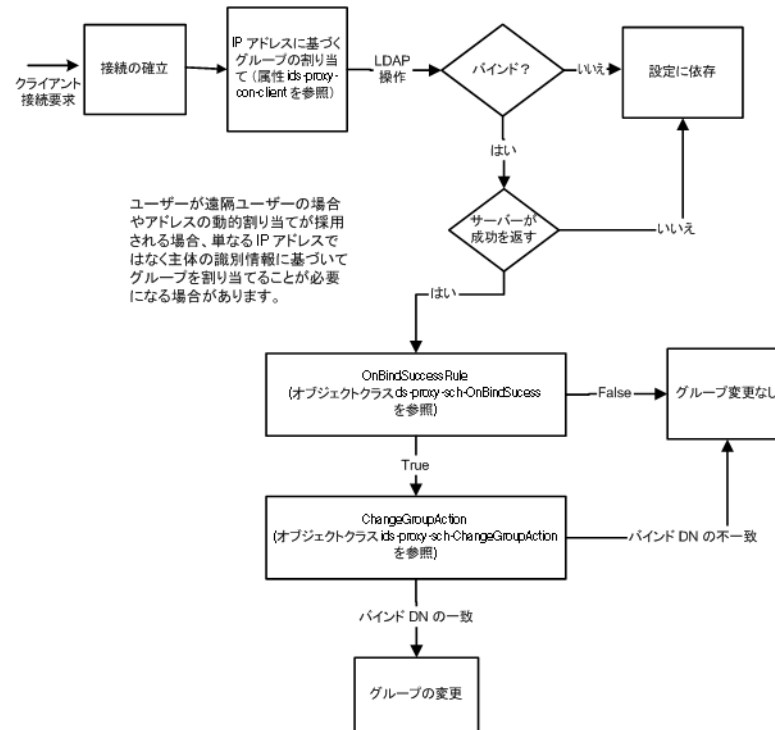 クライアント
接続要求
接続の確立
IP アドレスに基づく
グループの割り当
て (属性 ids-proxy-
con-client を参照)
LDAP
操作
バインド？
いいえ
設定に依存
はい
サーバーが
成功を返す
いいえ
ユーザーが遠隔ユーザーの場合
やアドレスの動的割り当てが採用
される場合、単なる IP アドレスで
はなく主体の識別情報に基づいて
グループを割り当てることが必要
になる場合があります。
はい
OnBindSuccessRule
(オブジェクトクラス ids-proxy-sch-OnBindSucess
を参照)
False
グループ変更なし
True
ChangeGroupAction
(オブジェクトクラス ids-proxy-sch-ChangeGroupAction
を参照)
バインド DN の不一致
バインド DN の一致
グループの変更